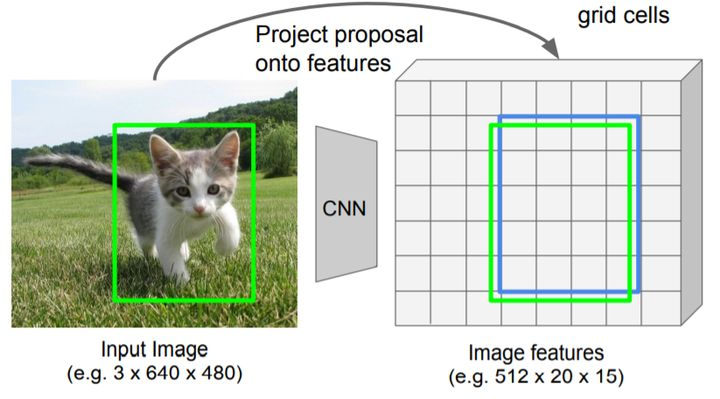 grid cells
Project proposal
onto features
CNN
Input Image
(e.g. 3 x 640 x 480)
Image features
(e.g. 512 x 20 x 15)